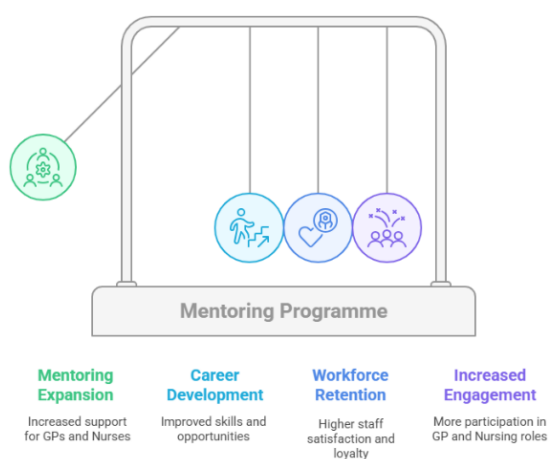 Mentoring Programme
Mentoring
Expansion
Increased support
for GPs and Nurses
Career
Development
Improved skills and
opportunities
Workforce
Retention
Higher staff
satisfaction and
loyalty
Increased
Engagement
More participation in
GP and Nursing roles